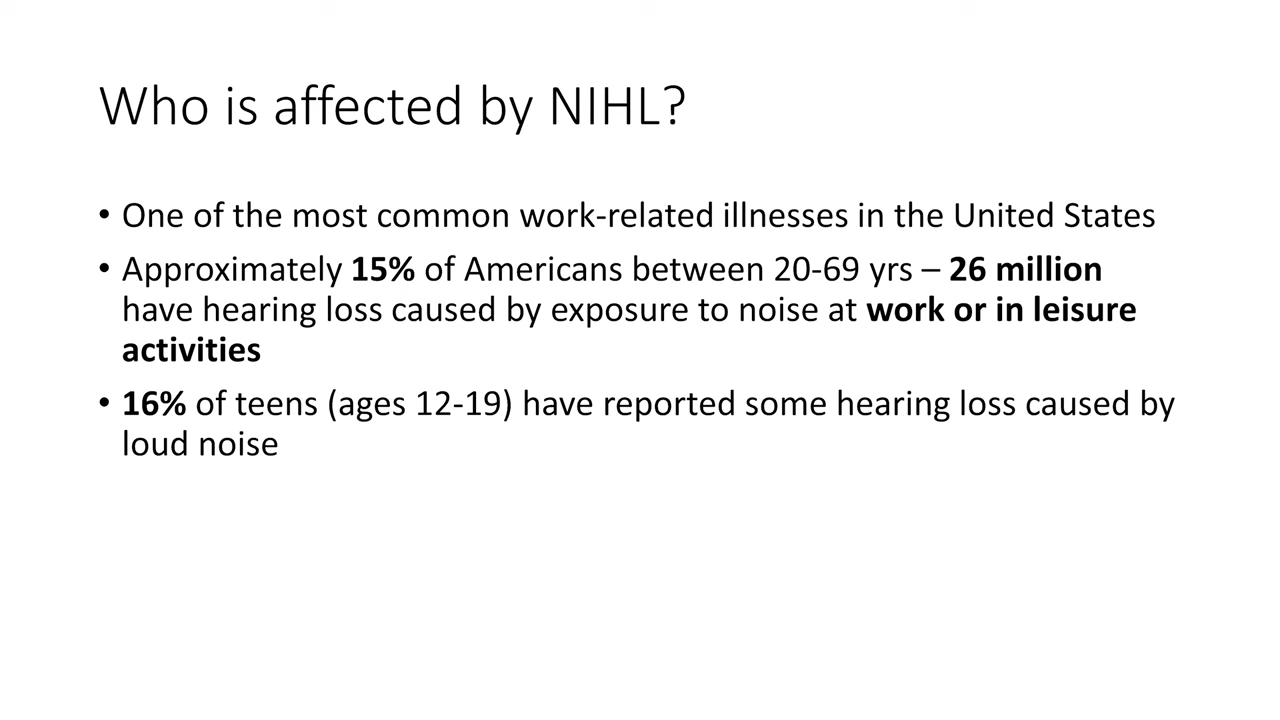 Who is affected by NIHL?
• One of the most common work-related illnesses in the United States
• Approximately 15% of Americans between 20-69 yrs – 26 million
have hearing loss caused by exposure to noise at work or in leisure
activities
• 16% of teens (ages 12-19) have reported some hearing loss caused by
loud noise